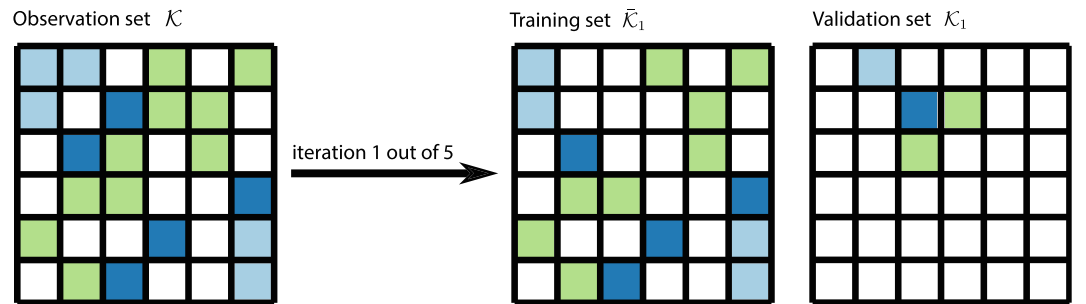 Observation set 𝒦
Training set 𝒦̄₁
Validation set 𝒦₁
iteration 1 out of 5